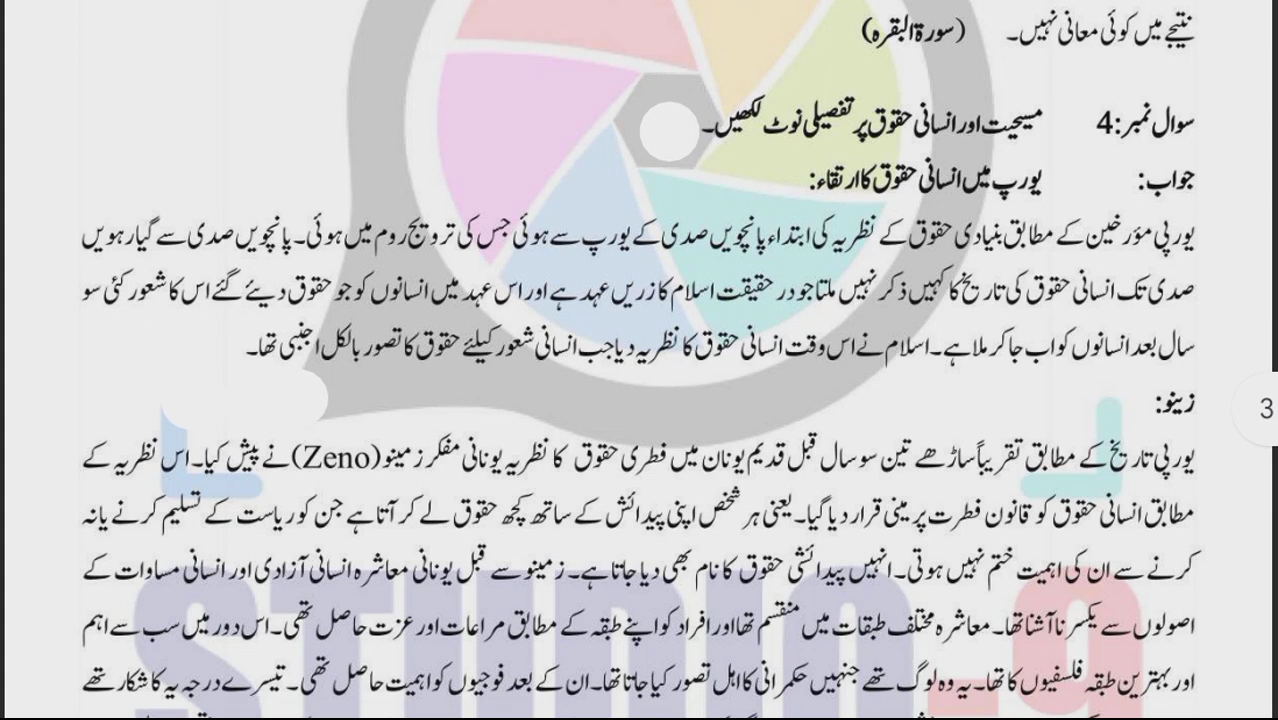 نتیجے میں کوئی معانی نہیں۔ (سورۃ البقرہ)
سوال نمبر:4 مسیحیت اور انسانی حقوق پر تفصیلی نوٹ لکھیں۔
جواب: یورپ میں انسانی حقوق کا ارتقاء:
یورپی مؤرخین کے مطابق بنیادی حقوق کے نظریہ کی ابتداء پانچویں صدی کے یورپ سے ہوئی جس کی ترویج روم میں ہوئی۔ پانچویں صدی سے گیارہویں
صدی تک انسانی حقوق کی تاریخ کا کہیں ذکر نہیں ملتا جو در حقیقت اسلام کا زریں عہد ہے اور اس عہد میں انسانوں کو جو حقوق دیئے گئے اس کا شعور کئی سو
سال بعد انسانوں کو اب جا کر ملا ہے۔ اسلام نے اس وقت انسانی حقوق کا نظریہ دیا جب انسانی شعور کیلئے حقوق کا تصور بالکل اجنبی تھا۔
زینو:
3
یورپی تاریخ کے مطابق تقریباً ساڑھے تین سو سال قبل قدیم یونان میں فطری حقوق کا نظریہ یونانی مفکر زمینو (Zeno) نے پیش کیا۔ اس نظریہ کے
مطابق انسانی حقوق کو قانون فطرت پر مبنی قرار دیا گیا۔ یعنی ہر شخص اپنی پیدائش کے ساتھ کچھ حقوق لے کر آتا ہے جن کو ریاست کے تسلیم کرنے یا نہ
کرنے سے ان کی اہمیت ختم نہیں ہوتی۔ انہیں پیدائشی حقوق کا نام بھی دیا جاتا ہے۔ زمینو سے قبل یونانی معاشرہ انسانی آزادی اور انسانی مساوات کے
اصولوں سے یکسر ناآشنا تھا۔ معاشرہ مختلف طبقات میں منقسم تھا اور افراد کو اپنے طبقہ کے مطابق مراعات اور عزت حاصل تھی۔ اس دور میں سب سے اہم
اور بہترین طبقہ فلسفیوں کا تھا۔ یہ وہ لوگ تھے جنہیں حکمرانی کا اہل تصور کیا جاتا تھا۔ ان کے بعد فوجیوں کو اہمیت حاصل تھی۔ تیسرے درجہ یہ کا شکار تھے
STUDIO-9